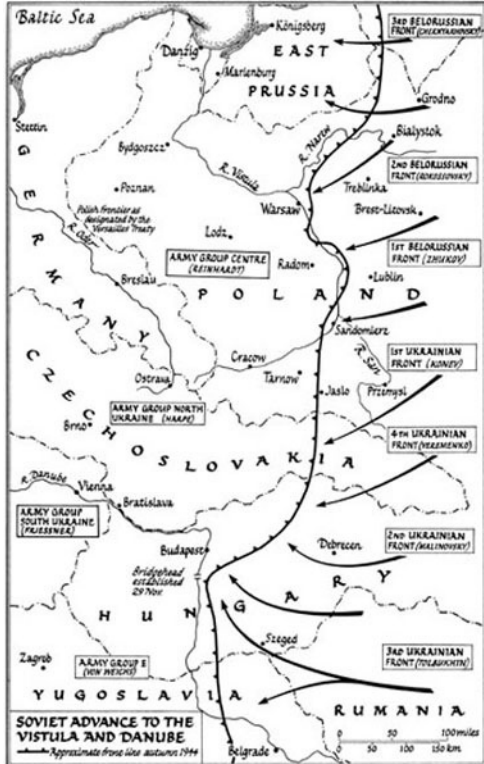 Baltic Sea
Königsberg
3RD BELORUSSIAN
FRONT (CHERNYAKHOVSKY)
Danzig
EAST
Marienburg
PRUSSIA
Grodno
Stettin
Bialystok
Bydgoszcz
R. Narew
R. Vistula
2ND BELORUSSIAN
FRONT (ROKOSSOVSKY)
Poznan
Treblinka
Warsaw
Brest-Litovsk
Polish frontier as
designated by the
Versailles Treaty
R. Oder
Lodz
ARMY GROUP CENTRE
(REINHARDT)
1ST BELORUSSIAN
FRONT (ZHUKOV)
Radom
Lublin
GERMANY
Breslau
POLAND
Sandomierz
Cracow
R. San
1ST UKRAINIAN
FRONT (KONEV)
Ostrava
Tarnow
Przemysl
Jaslo
ARMY GROUP NORTH
UKRAINE (HARPE)
Brno
CZECHOSLOVAKIA
4TH UKRAINIAN
FRONT (YEREMENKO)
R. Danube
Vienna
Bratislava
ARMY GROUP
SOUTH UKRAINE
(FRIESSNER)
2ND UKRAINIAN
FRONT (MALINOVSKY)
Budapest
Debrecen
Bridgehead
established
29 Nov.
HUNGARY
Szeged
3RD UKRAINIAN
FRONT (TOLBUKHIN)
Zagreb
ARMY GROUP E
(VON WEICHS)
YUGOSLAVIA
RUMANIA
SOVIET ADVANCE TO THE
VISTULA AND DANUBE
Approximate front line autumn 1944
Belgrade
0 50 100 miles
0 50 100 150 km